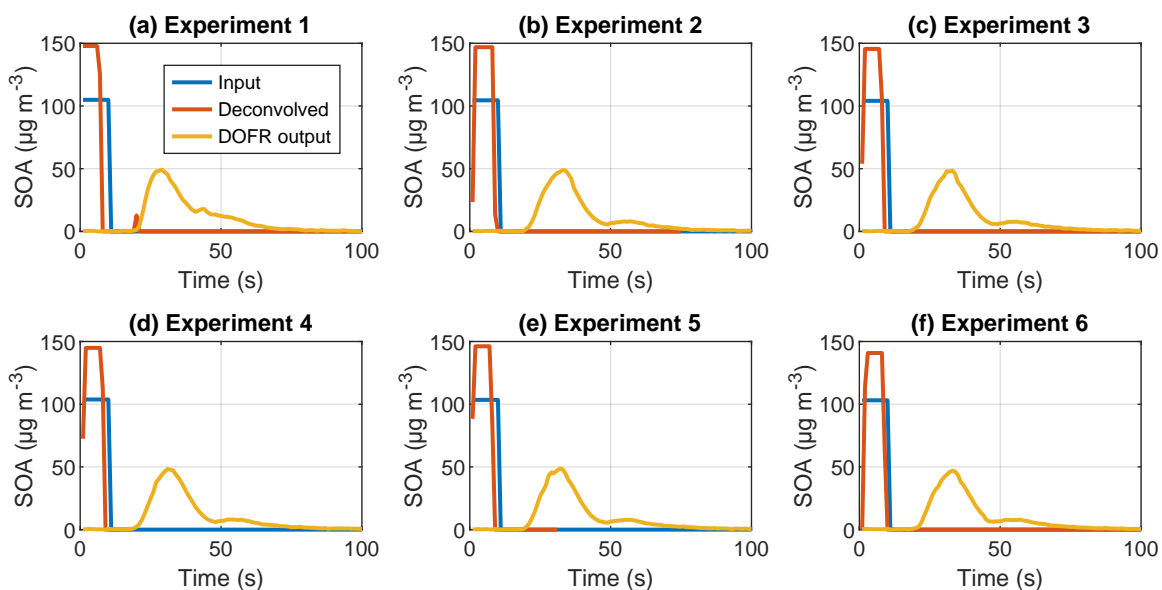 (a) Experiment 1
(b) Experiment 2
(c) Experiment 3
150
100
50
0
SOA (µg m⁻³)
Input
Deconvolved
DOFR output
0 50 100
Time (s)
150
100
50
0
SOA (µg m⁻³)
0 50 100
Time (s)
150
100
50
0
SOA (µg m⁻³)
0 50 100
Time (s)
(d) Experiment 4
(e) Experiment 5
(f) Experiment 6
150
100
50
0
SOA (µg m⁻³)
0 50 100
Time (s)
150
100
50
0
SOA (µg m⁻³)
0 50 100
Time (s)
150
100
50
0
SOA (µg m⁻³)
0 50 100
Time (s)